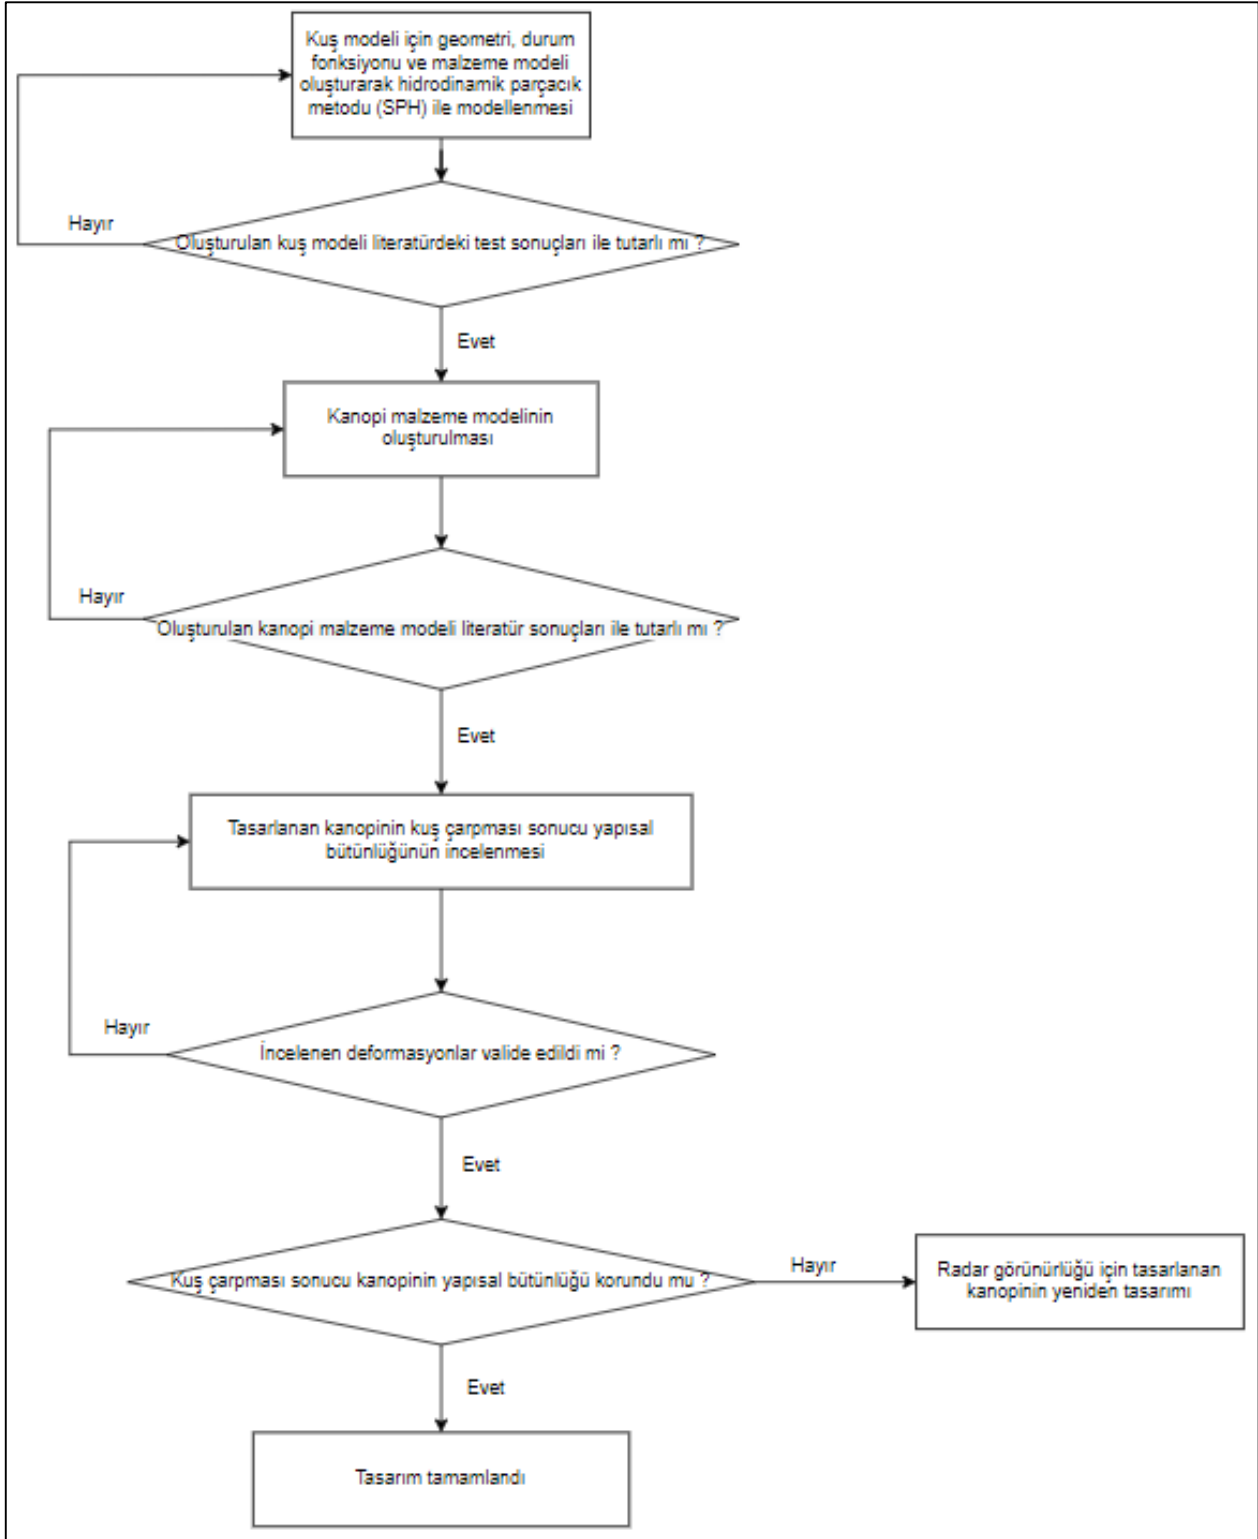 Kuş modeli için geometri, durum
fonksiyonu ve malzeme modeli
oluşturarak hidrodinamik parçacık
metodu (SPH) ile modellenmesi
Hayır
Oluşturulan kuş modeli literatürdeki test sonuçları ile tutarlı mı ?
Evet
Kanopi malzeme modelinin
oluşturulması
Hayır
Oluşturulan kanopi malzeme modeli literatür sonuçları ile tutarlı mı ?
Evet
Tasarlanan kanopinin kuş çarpması sonucu yapısal
bütünlüğünün incelenmesi
Hayır
İncelenen deformasyonlar valide edildi mi ?
Evet
Kuş çarpması sonucu kanopinin yapısal bütünlüğü korundu mu ?
Hayır
Radar görünürlüğü için tasarlanan
kanopinin yeniden tasarımı
Evet
Tasarım tamamlandı